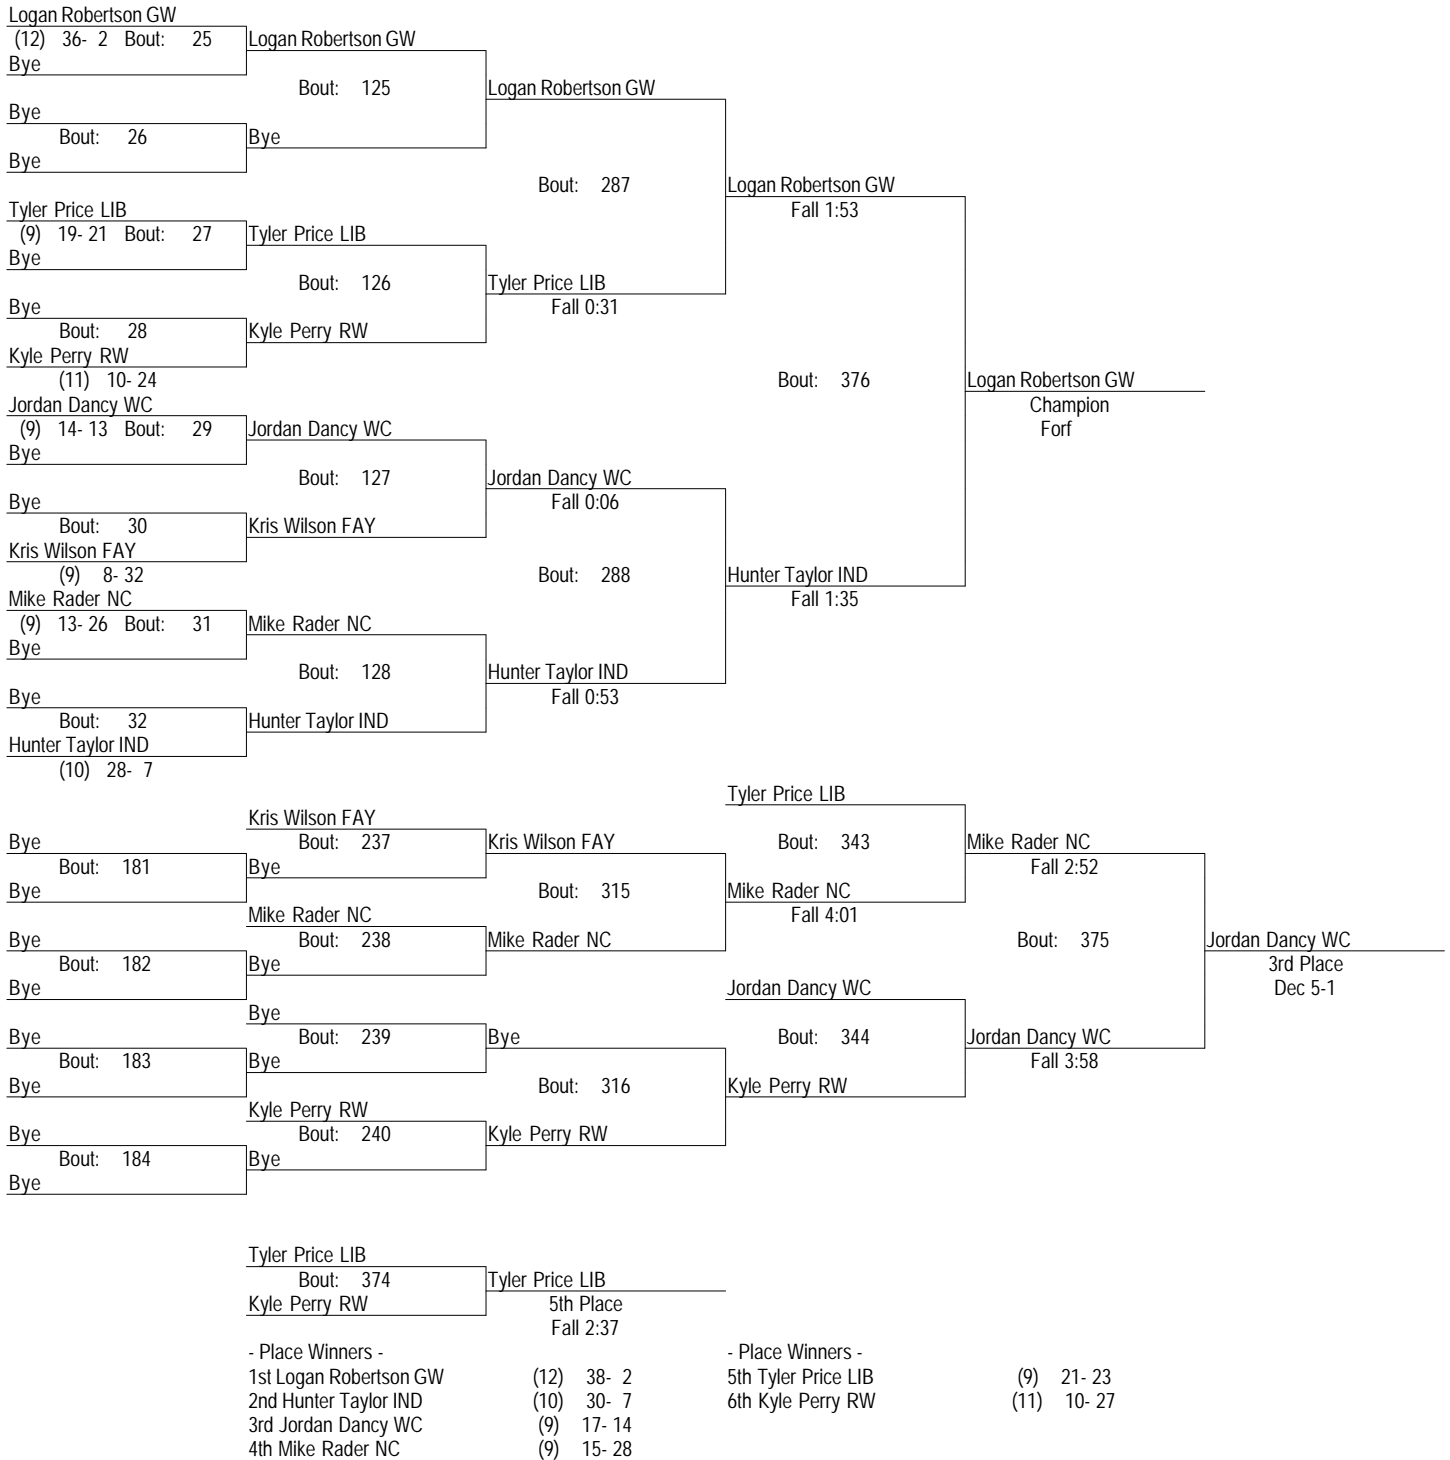 Logan Robertson GW
(12) 36- 2 Bout: 25 Logan Robertson GW
Bye
Bout: 125 Logan Robertson GW
Bye
Bout: 26 Bye
Bye
Bout: 287 Logan Robertson GW
Tyler Price LIB Fall 1:53
(9) 19- 21 Bout: 27 Tyler Price LIB
Bye
Bout: 126 Tyler Price LIB
Bye Fall 0:31
Bout: 28 Kyle Perry RW
Kyle Perry RW
(11) 10- 24 Bout: 376 Logan Robertson GW
Jordan Dancy WC Champion
(9) 14- 13 Bout: 29 Jordan Dancy WC Forf
Bye
Bout: 127 Jordan Dancy WC
Bye Fall 0:06
Bout: 30 Kris Wilson FAY
Kris Wilson FAY
(9) 8- 32 Bout: 288 Hunter Taylor IND
Mike Rader NC Fall 1:35
(9) 13- 26 Bout: 31 Mike Rader NC
Bye
Bout: 128 Hunter Taylor IND
Bye Fall 0:53
Bout: 32 Hunter Taylor IND
Hunter Taylor IND
(10) 28- 7
Tyler Price LIB
Kris Wilson FAY
Bye Bout: 237 Kris Wilson FAY Bout: 343 Mike Rader NC
Bout: 181 Bye Fall 2:52
Bye Bout: 315 Mike Rader NC
Mike Rader NC Fall 4:01
Bye Bout: 238 Mike Rader NC Bout: 375 Jordan Dancy WC
Bout: 182 Bye 3rd Place
Bye Jordan Dancy WC Dec 5-1
Bye
Bye Bout: 239 Bye Bout: 344 Jordan Dancy WC
Bout: 183 Bye Fall 3:58
Bye Bout: 316 Kyle Perry RW
Kyle Perry RW
Bye Bout: 240 Kyle Perry RW
Bout: 184 Bye
Bye
Tyler Price LIB
Bout: 374 Tyler Price LIB
Kyle Perry RW 5th Place
Fall 2:37
- Place Winners - - Place Winners -
1st Logan Robertson GW (12) 38- 2 5th Tyler Price LIB (9) 21- 23
2nd Hunter Taylor IND (10) 30- 7 6th Kyle Perry RW (11) 10- 27
3rd Jordan Dancy WC (9) 17- 14
4th Mike Rader NC (9) 15- 28